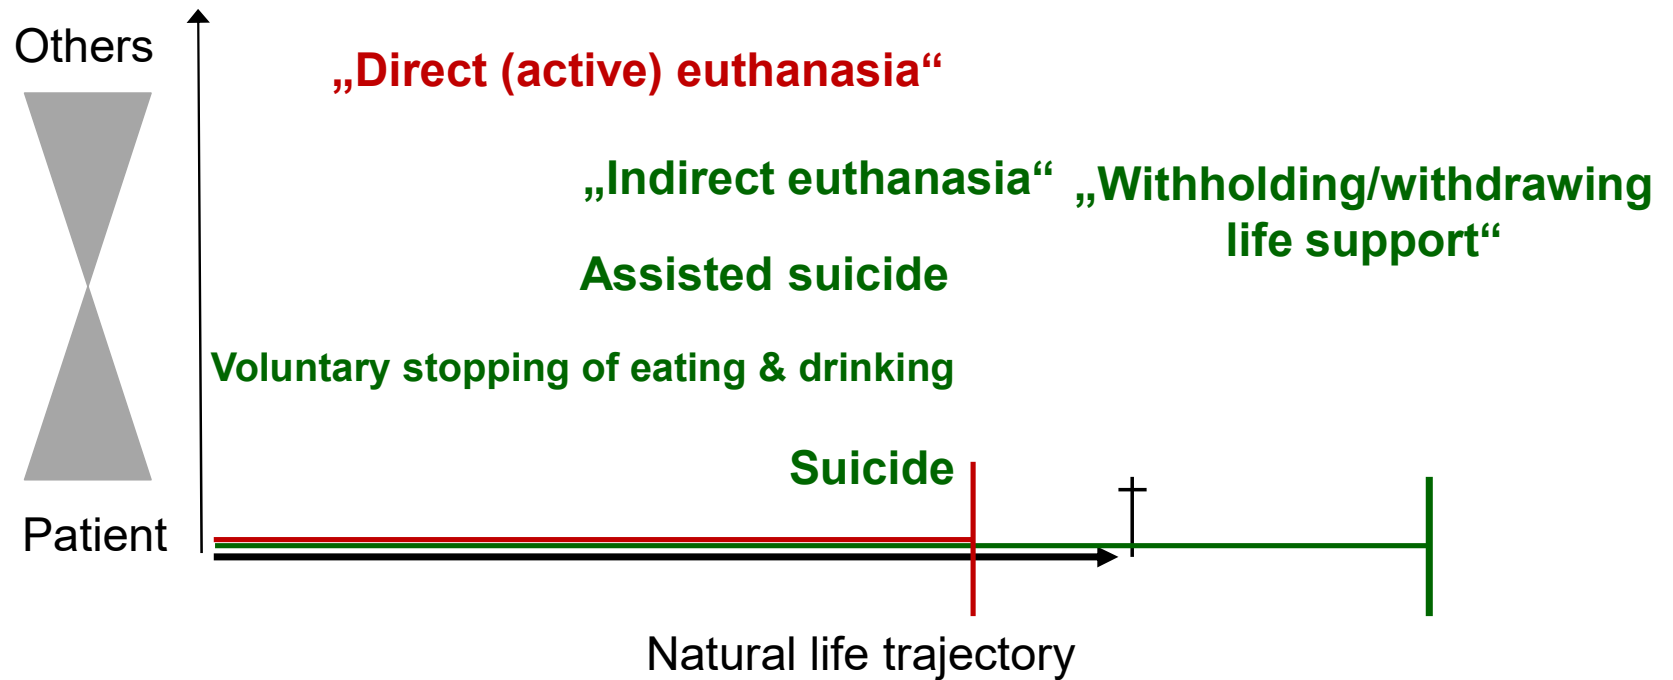 Others
„Direct (active) euthanasia“
„Indirect euthanasia“
„Withholding/withdrawing
life support“
Assisted suicide
Voluntary stopping of eating & drinking
Suicide
Patient
Natural life trajectory